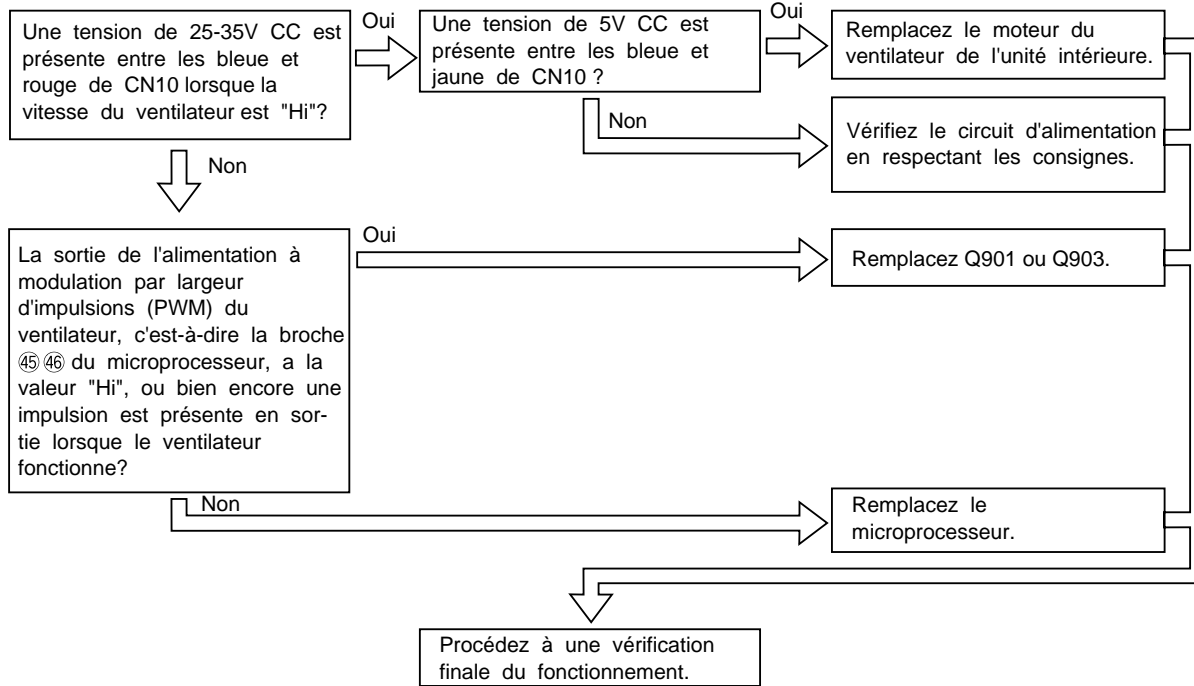 Une tension de 25-35V CC est
présente entre les bleue et
rouge de CN10 lorsque la
vitesse du ventilateur est "Hi"?
Oui
Une tension de 5V CC est
présente entre les bleue et
jaune de CN10 ?
Oui
Remplacez le moteur du
ventilateur de l'unité intérieure.
Non
Vérifiez le circuit d'alimentation
en respectant les consignes.
Non
La sortie de l'alimentation à
modulation par largeur
d'impulsions (PWM) du
ventilateur, c'est-à-dire la broche
㊺ ㊻ du microprocesseur, a la
valeur "Hi", ou bien encore une
impulsion est présente en sor-
tie lorsque le ventilateur
fonctionne?
Oui
Remplacez Q901 ou Q903.
Non
Remplacez le
microprocesseur.
Procédez à une vérification
finale du fonctionnement.